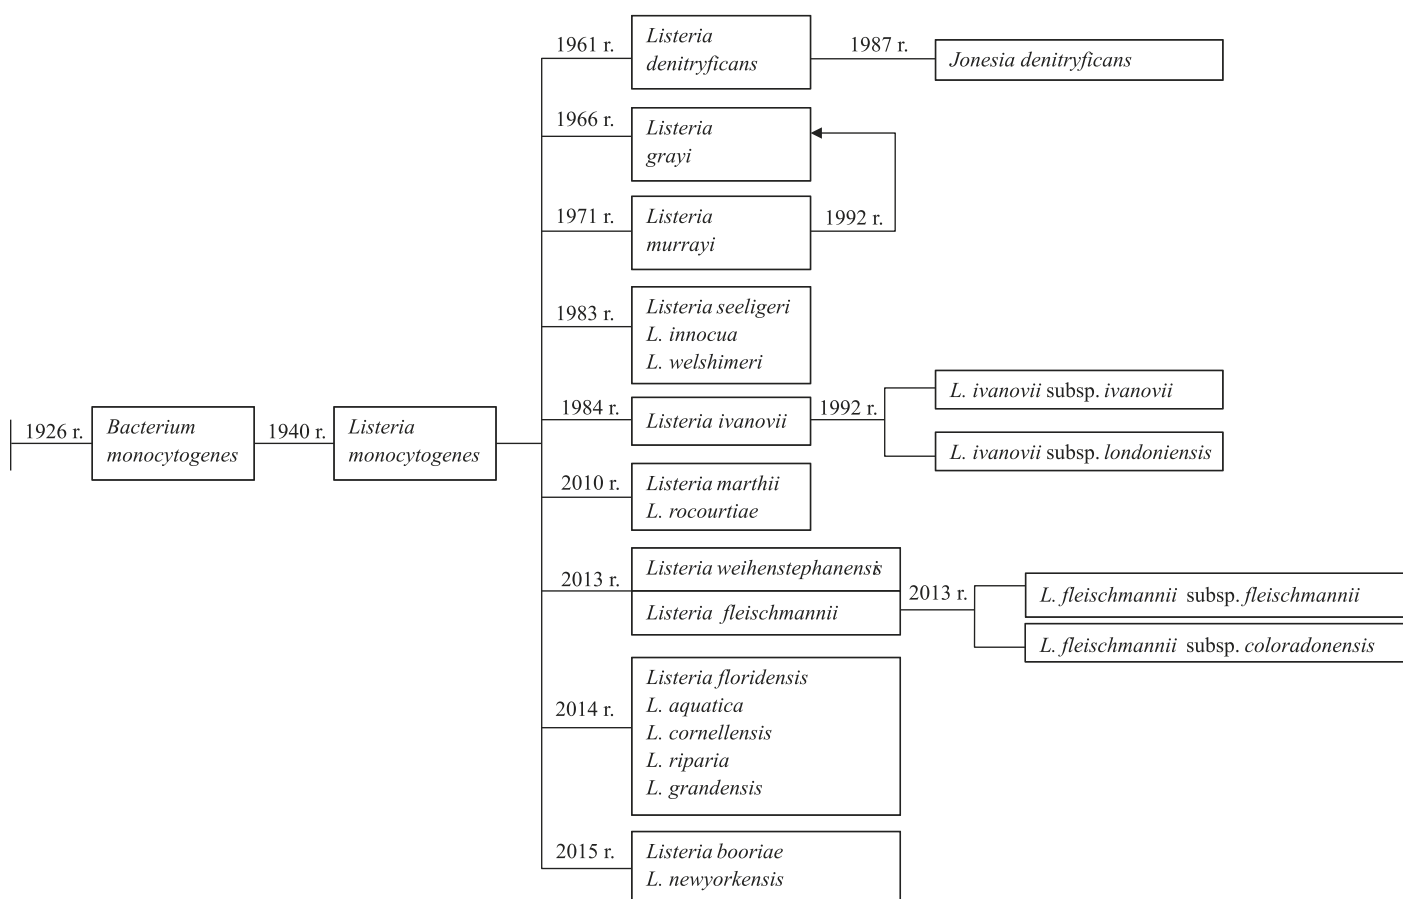 1926 r.
Bacterium
monocytogenes
1940 r.
Listeria
monocytogenes
1961 r.
Listeria
denitryficans
1987 r.
Jonesia denitryficans
1966 r.
Listeria
grayi
1971 r.
Listeria
murrayi
1992 r.
1983 r.
Listeria seeligeri
L. innocua
L. welshimeri
1984 r.
Listeria ivanovii
1992 r.
L. ivanovii subsp. ivanovii
L. ivanovii subsp. londoniensis
2010 r.
Listeria marthii
L. rocourtiae
2013 r.
Listeria weihenstephanensis
Listeria fleischmannii
2013 r.
L. fleischmannii subsp. fleischmannii
L. fleischmannii subsp. coloradonensis
2014 r.
Listeria floridensis
L. aquatica
L. cornellensis
L. riparia
L. grandensis
2015 r.
Listeria booriae
L. newyorkensis